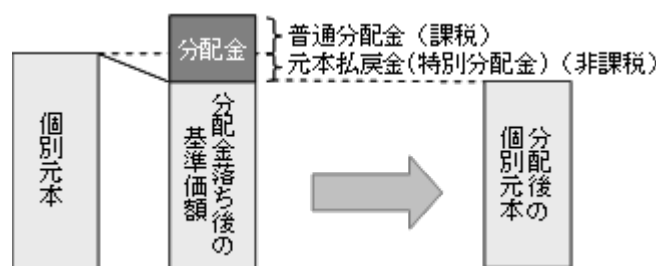 分配金
普通分配金（課税）
元本払戻金(特別分配金)（非課税）
個別元本
分配金落ち後の
基準価額
分配後の
個別元本